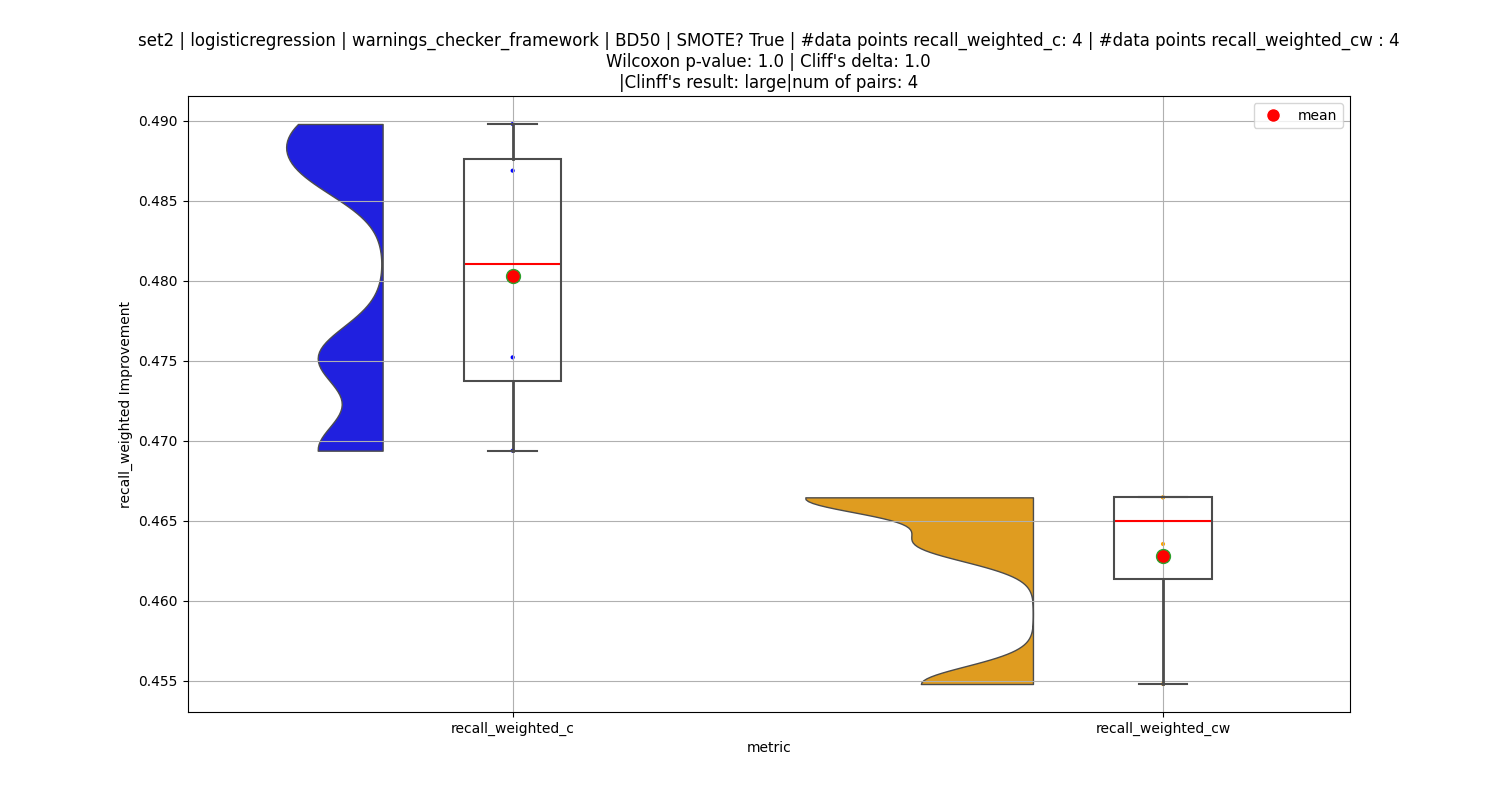 set2 | logisticregression | warnings_checker_framework | BD50 | SMOTE? True | #data points recall_weighted_c: 4 | #data points recall_weighted_cw : 4
Wilcoxon p-value: 1.0 | Cliff's delta: 1.0
|Clinff's result: large|num of pairs: 4
mean
0.490
0.485
0.480
0.475
0.470
0.465
0.460
0.455
recall_weighted Improvement
recall_weighted_c
recall_weighted_cw
metric